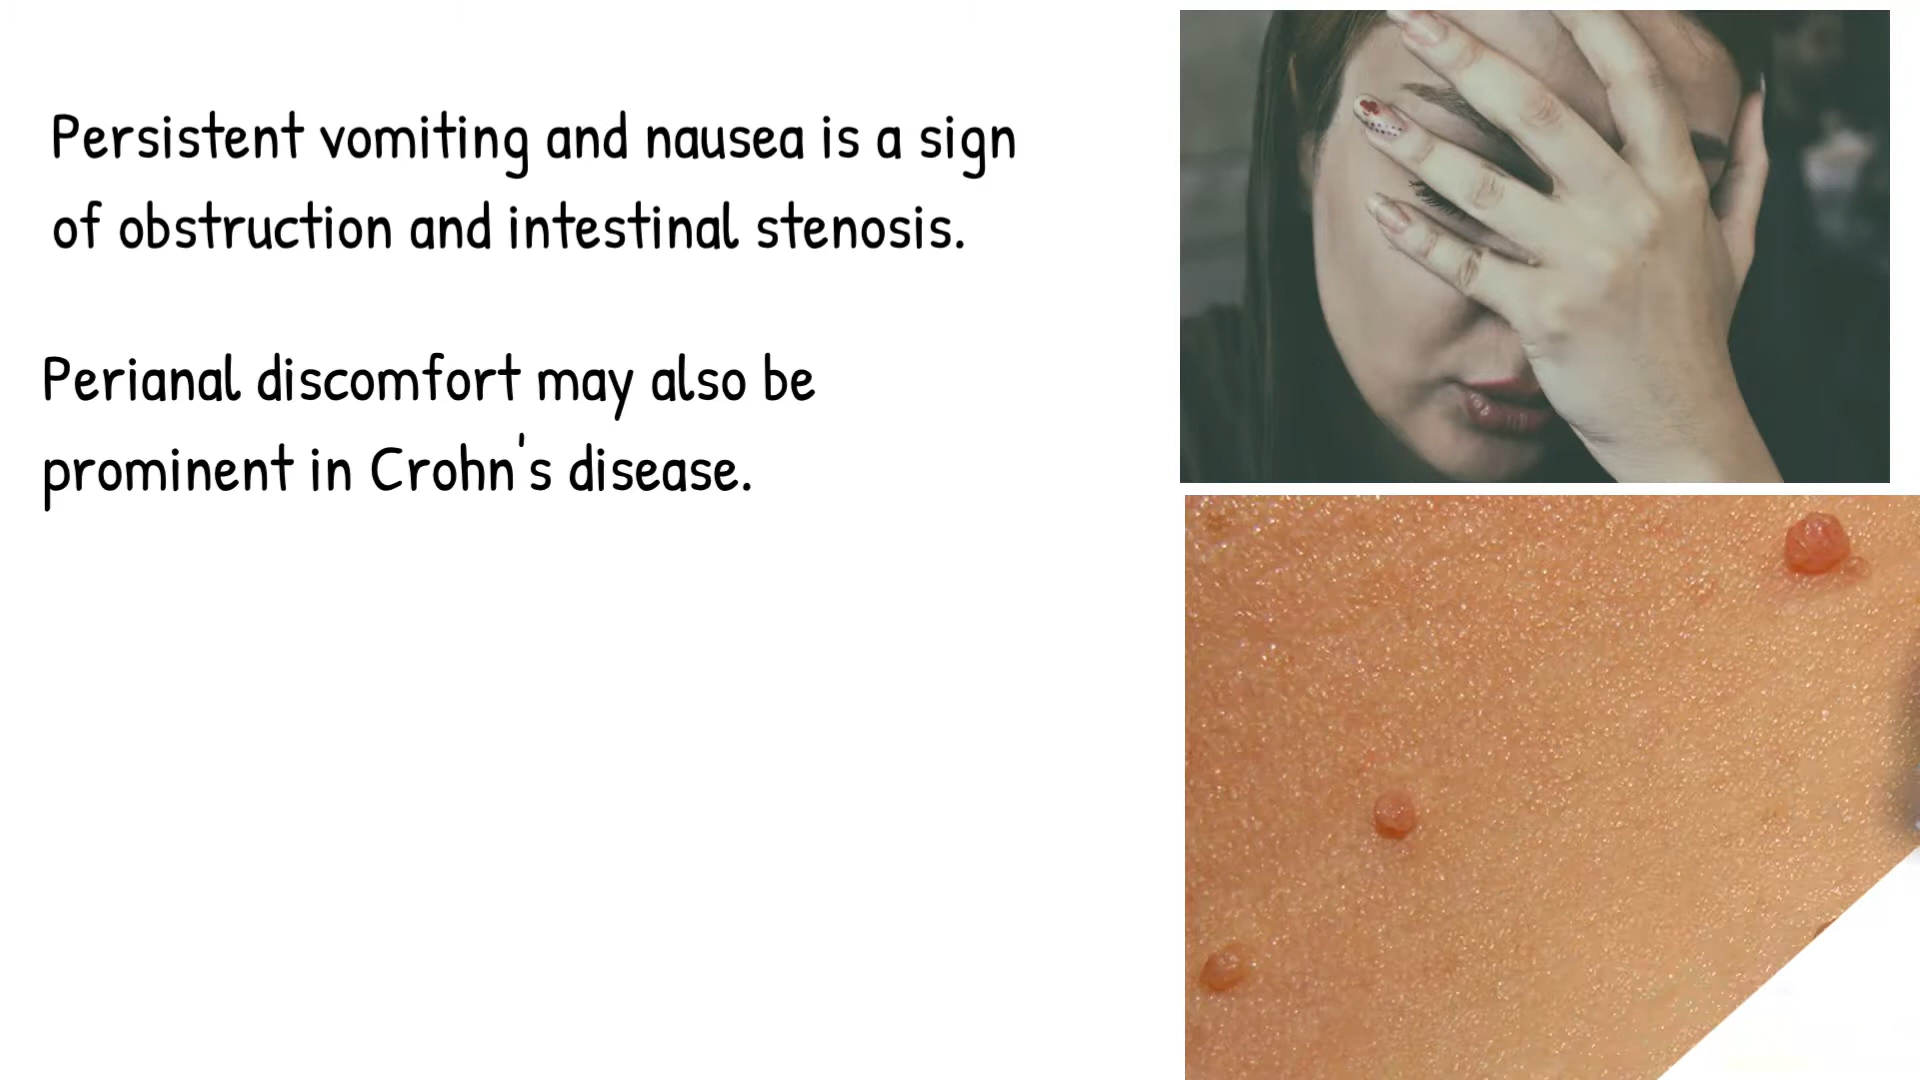 Persistent vomiting and nausea is a sign
of obstruction and intestinal stenosis.
Perianal discomfort may also be
prominent in Crohn's disease.